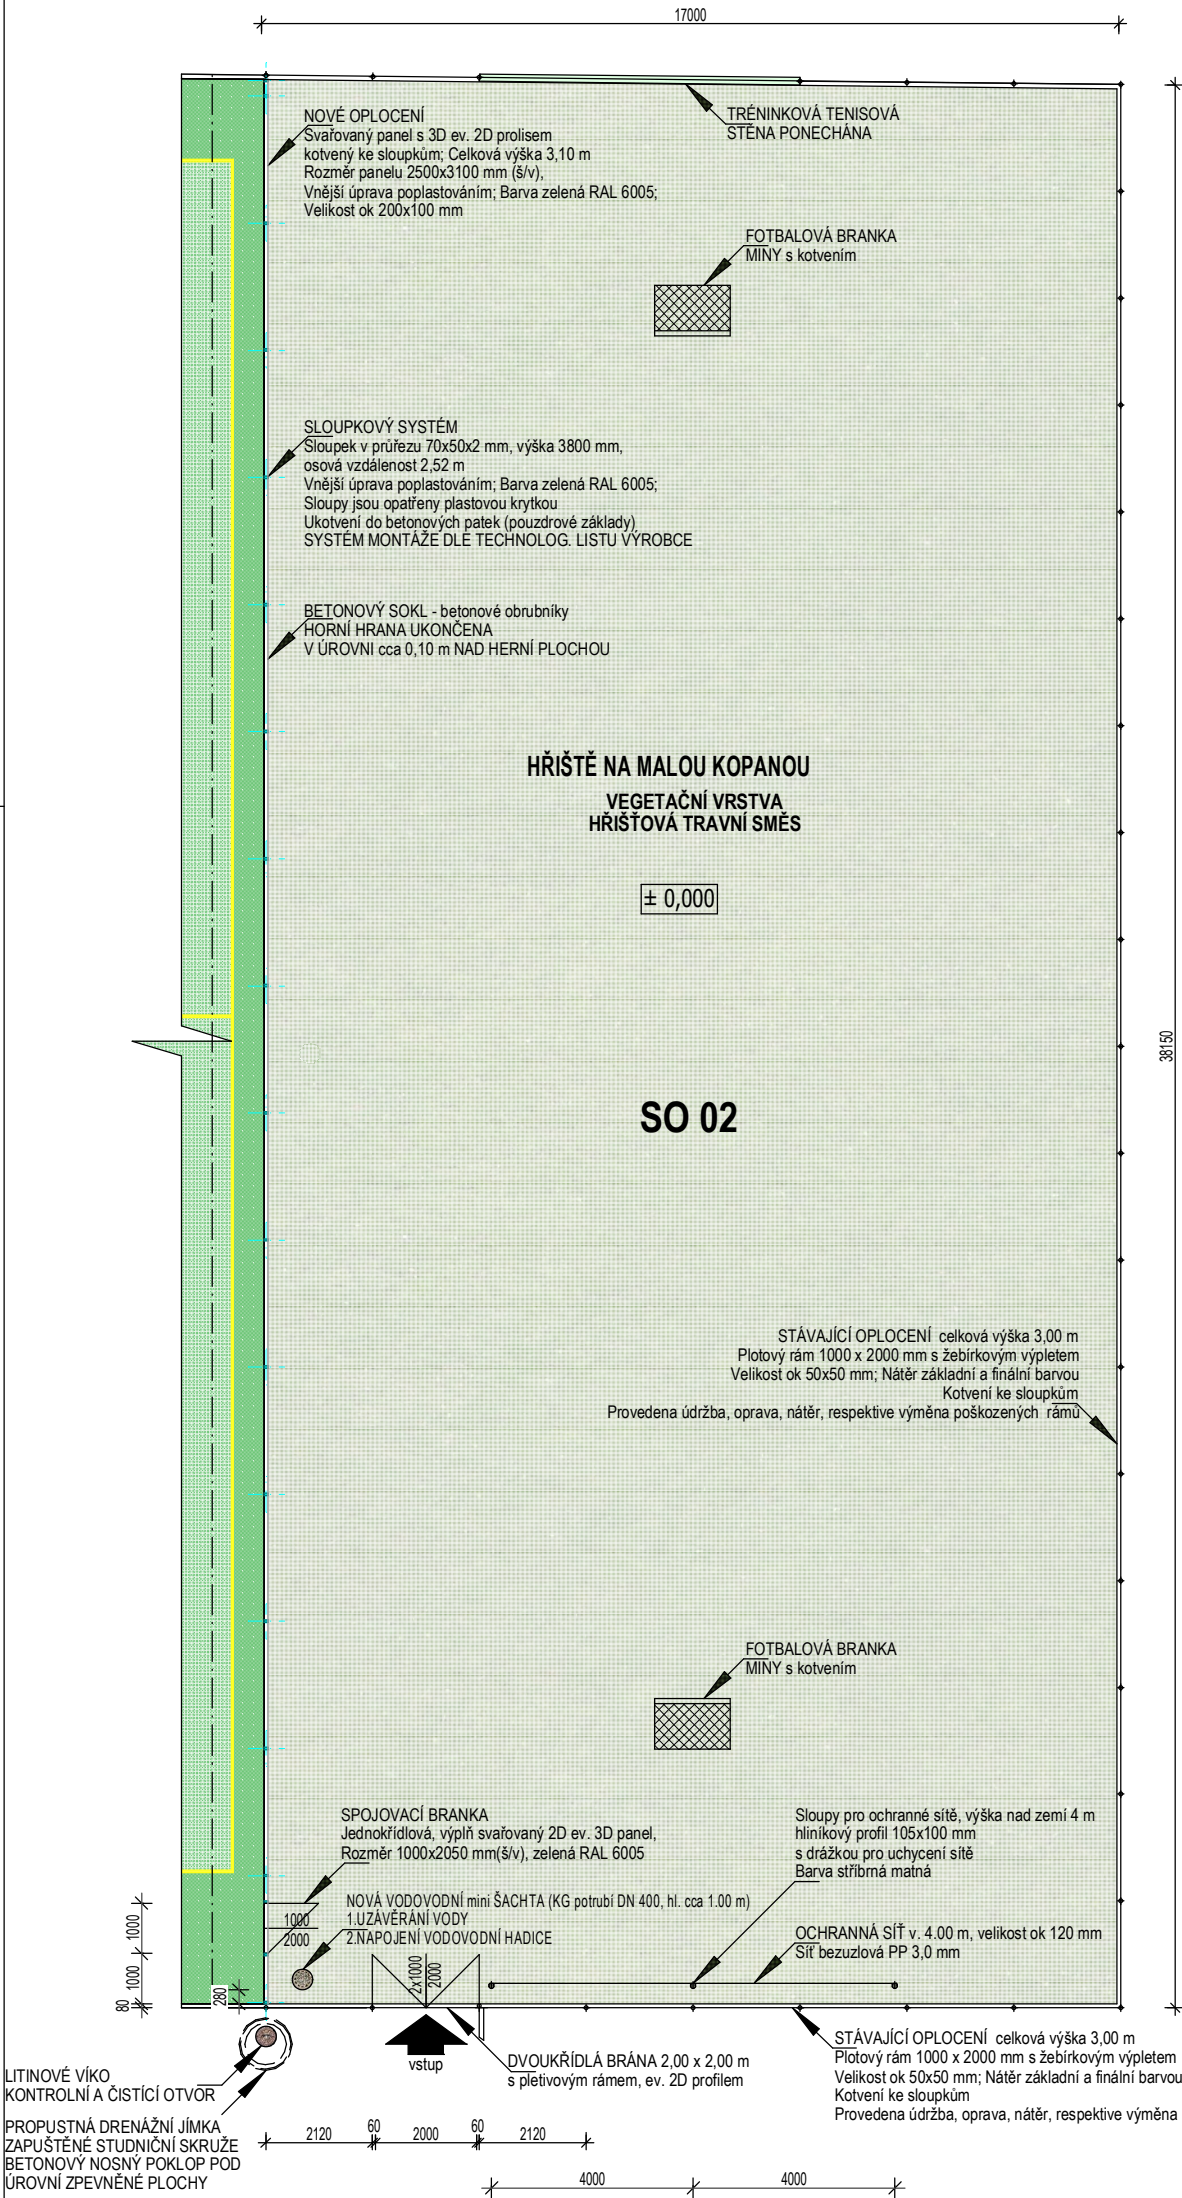 17000
TRÉNINKOVÁ TENISOVÁ
STĚNA PONECHÁNA
NOVÉ OPLOCENÍ
Svařovaný panel s 3D ev. 2D prolisem
kotvený ke sloupkům; Celková výška 3,10 m
Rozměr panelu 2500x3100 mm (š/v),
Vnější úprava poplastováním; Barva zelená RAL 6005;
Velikost ok 200x100 mm
FOTBALOVÁ BRANKA
MINY s kotvením
SLOUPKOVÝ SYSTÉM
Sloupek v průřezu 70x50x2 mm, výška 3800 mm,
osová vzdálenost 2,52 m
Vnější úprava poplastováním; Barva zelená RAL 6005;
Sloupy jsou opatřeny plastovou krytkou
Ukotvení do betonových patek (pouzdrové základy)
SYSTÉM MONTÁŽE DLE TECHNOLOG. LISTU VÝROBCE
BETONOVÝ SOKL - betonové obrubníky
HORNÍ HRANA UKONČENA
V ÚROVNI cca 0,10 m NAD HERNÍ PLOCHOU
HŘIŠTĚ NA MALOU KOPANOU
VEGETAČNÍ VRSTVA
HŘIŠŤOVÁ TRAVNÍ SMĚS
± 0,000
38150
SO 02
STÁVAJÍCÍ OPLOCENÍ celková výška 3,00 m
Plotový rám 1000 x 2000 mm s žebírkovým výpletem
Velikost ok 50x50 mm; Nátěr základní a finální barvou
Kotvení ke sloupkům
Provedena údržba, oprava, nátěr, respektive výměna poškozených rámů
FOTBALOVÁ BRANKA
MINY s kotvením
SPOJOVACÍ BRANKA
Jednokřídlová, výplň svařovaný 2D ev. 3D panel,
Rozměr 1000x2050 mm(š/v), zelená RAL 6005
Sloupy pro ochranné sítě, výška nad zemí 4 m
hliníkový profil 105x100 mm
s drážkou pro uchycení sítě
Barva stříbrná matná
NOVÁ VODOVODNÍ mini ŠACHTA (KG potrubí DN 400, hl. cca 1.00 m)
1.UZÁVĚRÁNÍ VODY
2.NAPOJENÍ VODOVODNÍ HADICE
1000
2000
1000
1000
80
280
2x1000
2000
OCHRANNÁ SÍŤ v. 4.00 m, velikost ok 120 mm
Síť bezuzlová PP 3,0 mm
vstup
DVOUKŘÍDLÁ BRÁNA 2,00 x 2,00 m
s pletivovým rámem, ev. 2D profilem
STÁVAJÍCÍ OPLOCENÍ celková výška 3,00 m
Plotový rám 1000 x 2000 mm s žebírkovým výpletem
Velikost ok 50x50 mm; Nátěr základní a finální barvou
Kotvení ke sloupkům
Provedena údržba, oprava, nátěr, respektive výměna
LITINOVÉ VÍKO
KONTROLNÍ A ČISTÍCÍ OTVOR
PROPUSTNÁ DRENÁŽNÍ JÍMKA
ZAPUŠTĚNÉ STUDNIČNÍ SKRUŽE
BETONOVÝ NOSNÝ POKLOP POD
ÚROVNÍ ZPEVNĚNÉ PLOCHY
2120 60 2000 60 2120
4000 4000